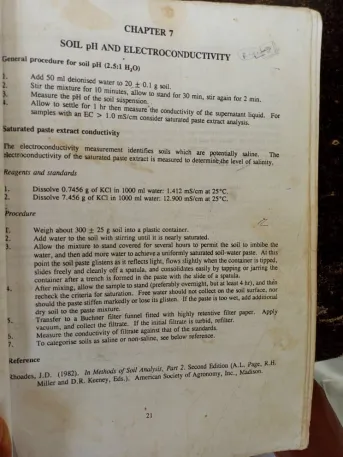 CHAPTER 7
SOIL pH AND ELECTROCONDUCTIVITY
General procedure for soil pH (2.5:1 H2O)
1. Add 50 ml deionised water to 20 ± 0.1 g soil.
2. Stir the mixture for 10 minutes, allow to stand for 30 min, stir again for 2 min.
3. Measure the pH of the soil suspension.
4. Allow to settle for 1 hr then measure the conductivity of the supernatant liquid. For
samples with an EC > 1.0 mS/cm consider saturated paste extract analysis.
Saturated paste extract conductivity
The electroconductivity measurement identifies soils which are potentially saline. The
electroconductivity of the saturated paste extract is measured to determine the level of salinity.
Reagents and standards
1. Dissolve 0.7456 g of KCl in 1000 ml water: 1.412 mS/cm at 25°C.
2. Dissolve 7.456 g of KCl in 1000 ml water: 12.900 mS/cm at 25°C.
Procedure
1. Weigh about 300 ± 25 g soil into a plastic container.
2. Add water to the soil with stirring until it is nearly saturated.
3. Allow the mixture to stand covered for several hours to permit the soil to imbibe the
water, and then add more water to achieve a uniformly saturated soil-water paste. At this
point the soil paste glistens as it reflects light, flows slightly when the container is tipped,
slides freely and cleanly off a spatula, and consolidates easily by tapping or jarring the
container after a trench is formed in the paste with the side of a spatula.
4. After mixing, allow the sample to stand (preferably overnight, but at least 4 hr), and then
recheck the criteria for saturation. Free water should not collect on the soil surface, nor
should the paste stiffen markedly or lose its glisten. If the paste is too wet, add additional
dry soil to the paste mixture.
5. Transfer to a Buchner filter funnel fitted with highly retentive filter paper. Apply
vacuum, and collect the filtrate. If the initial filtrate is turbid, refilter.
6. Measure the conductivity of filtrate against that of the standards.
7. To categorise soils as saline or non-saline, see below reference.
Reference
Rhoades, J.D. (1982). In Methods of Soil Analysis, Part 2. Second Edition (A.L. Page, R.H.
Miller and D.R. Keeney, Eds.). American Society of Agronomy, Inc., Madison.
21